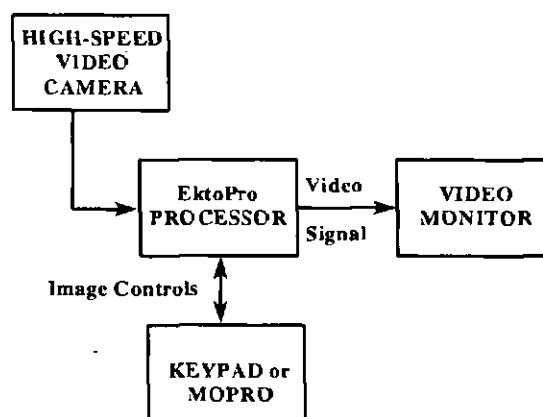 HIGH-SPEED
VIDEO
CAMERA
EktoPro
PROCESSOR
Video
Signal
VIDEO
MONITOR
Image Controls
KEYPAD or
MOPRO